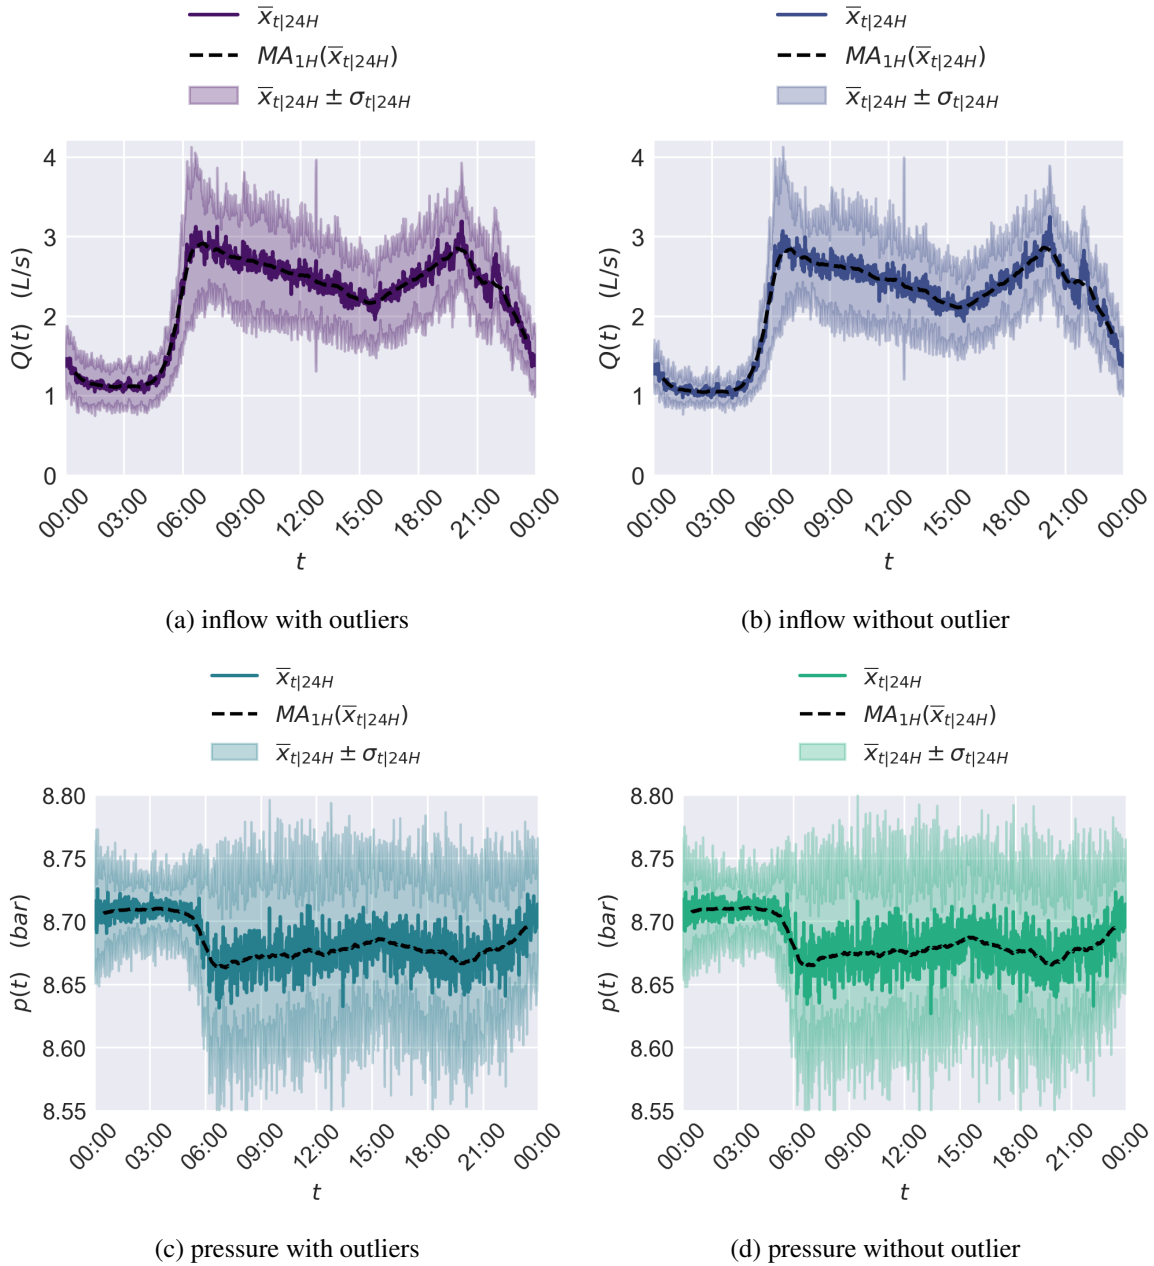 x̅ₜ|₂₄H
MA₁H(x̅ₜ|₂₄H)
x̅ₜ|₂₄H ± σₜ|₂₄H
Q(t) (L/s)
4
3
2
1
0
00:00 03:00 06:00 09:00 12:00 15:00 18:00 21:00 00:00
t
(a) inflow with outliers
x̅ₜ|₂₄H
MA₁H(x̅ₜ|₂₄H)
x̅ₜ|₂₄H ± σₜ|₂₄H
Q(t) (L/s)
4
3
2
1
0
00:00 03:00 06:00 09:00 12:00 15:00 18:00 21:00 00:00
t
(b) inflow without outlier
x̅ₜ|₂₄H
MA₁H(x̅ₜ|₂₄H)
x̅ₜ|₂₄H ± σₜ|₂₄H
p(t) (bar)
8.80
8.75
8.70
8.65
8.60
8.55
00:00 03:00 06:00 09:00 12:00 15:00 18:00 21:00 00:00
t
(c) pressure with outliers
x̅ₜ|₂₄H
MA₁H(x̅ₜ|₂₄H)
x̅ₜ|₂₄H ± σₜ|₂₄H
p(t) (bar)
8.80
8.75
8.70
8.65
8.60
8.55
00:00 03:00 06:00 09:00 12:00 15:00 18:00 21:00 00:00
t
(d) pressure without outlier